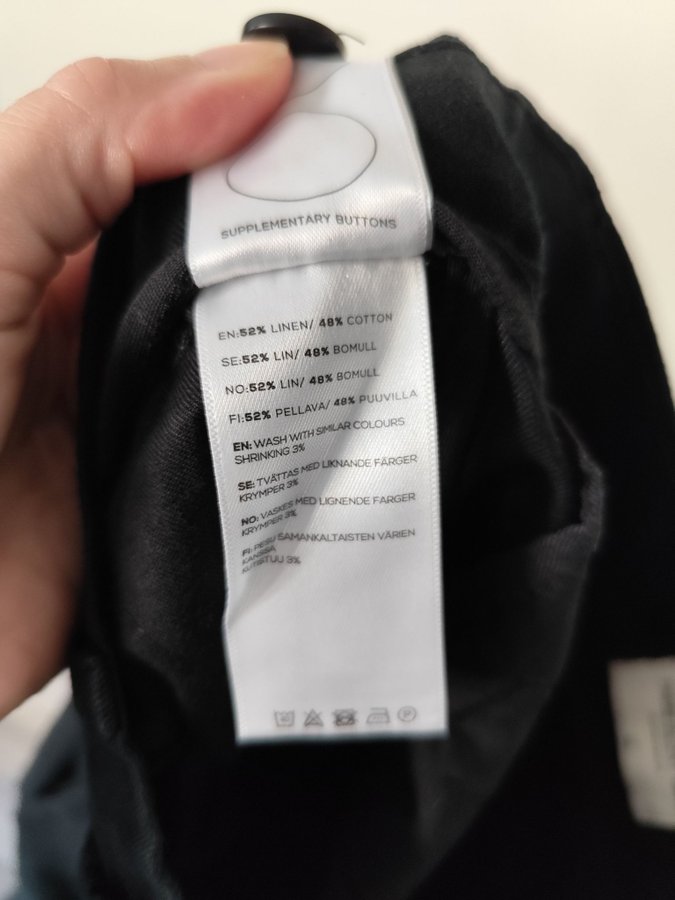 SUPPLEMENTARY BUTTONS
EN:52% LINEN/ 48% COTTON
SE:52% LIN/ 48% BOMULL
NO:52% LIN/ 48% BOMULL
FI:52% PELLAVA/ 48% PUUVILLA
EN: WASH WITH SIMILAR COLOURS
SHRINKING 3%
SE: TVÄTTAS MED LIKNANDE FÄRGER
KRYMPER 3%
NO: VASKES MED LIGNENDE FARGER
KRYMPER 3%
FI: PESU SAMANKALTAISTEN VÄRIEN
KANSSA
KUTISTUU 3%